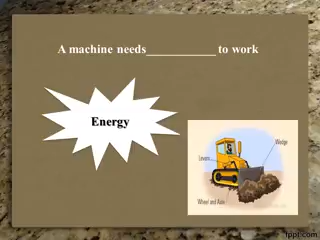 A machine needs___________ to work
Energy
Levers
Wedge
Wheel and Axle
fppt.com